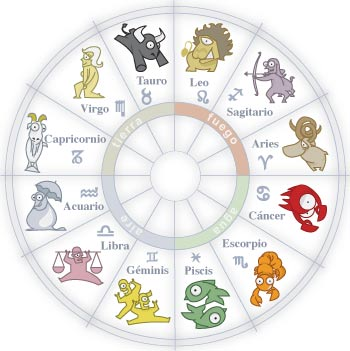 Tauro
Leo
Virgo
Sagitario
tierra
fuego
Capricornio
Aries
Acuario
Cáncer
aire
agua
Libra
Escorpio
Géminis
Piscis